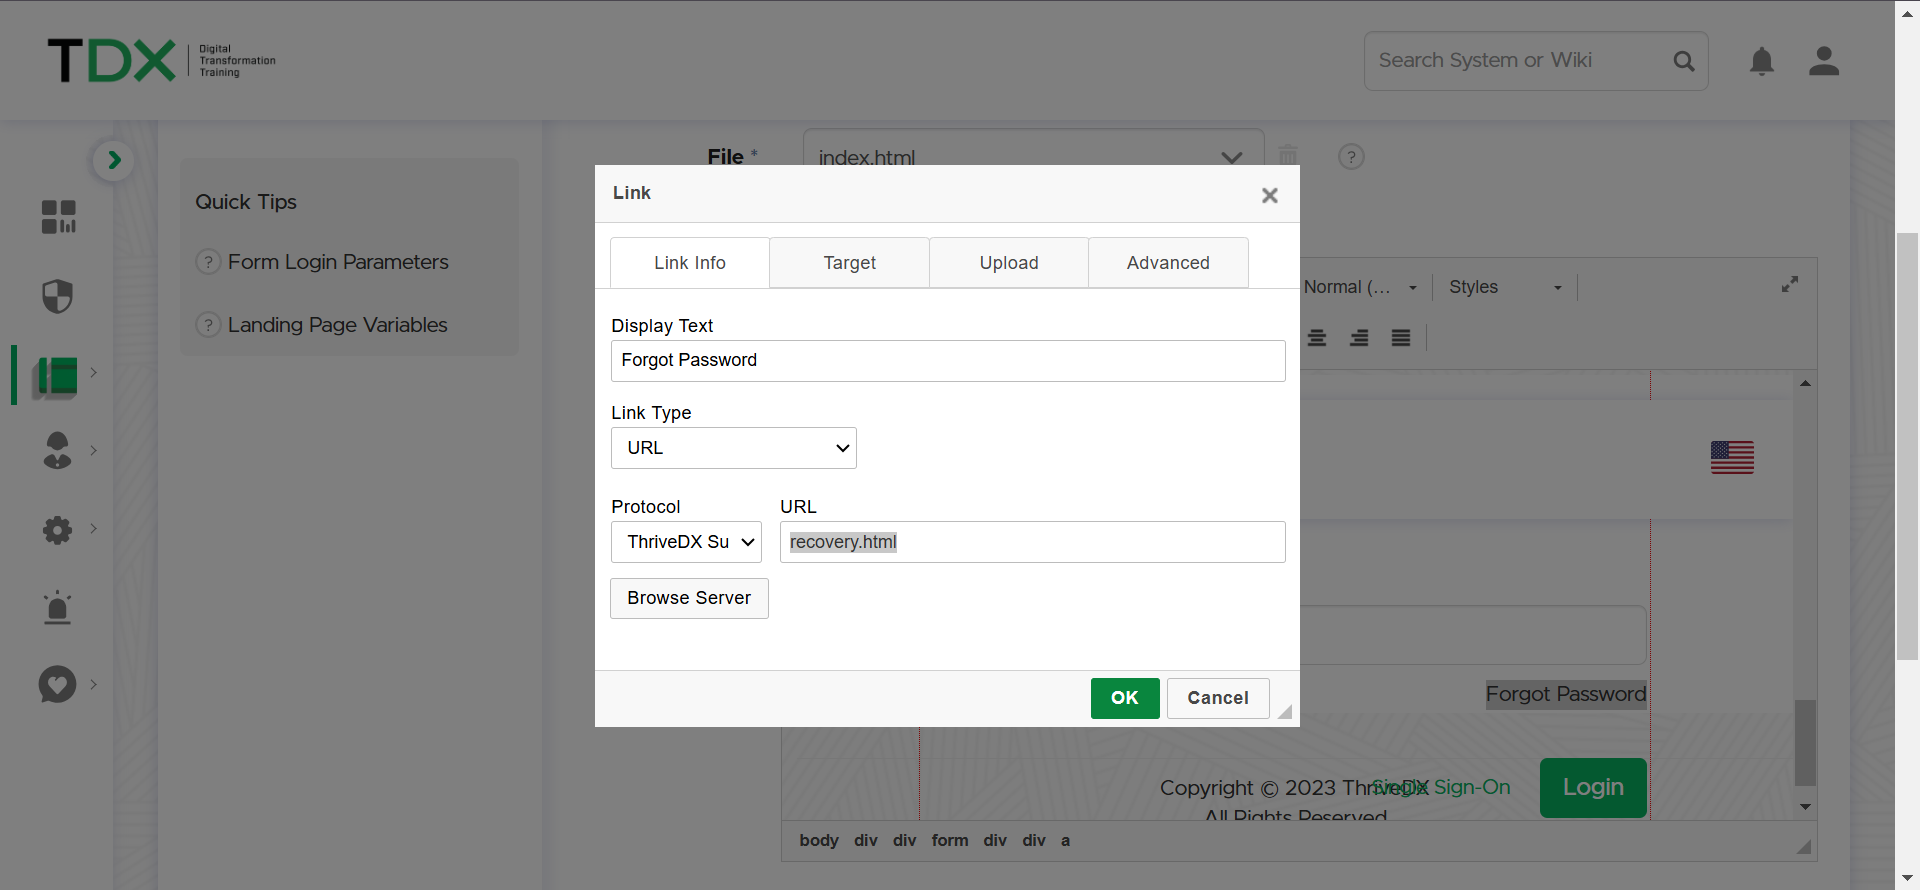 TDX Digital
Transformation
Training
Search System or Wiki
Quick Tips
? Form Login Parameters
? Landing Page Variables
File *
index.html
?
Link
Link Info Target Upload Advanced
Normal (... Styles
Display Text
Forgot Password
Link Type
URL
Protocol URL
ThriveDX Su recovery.html
Browse Server
OK Cancel
Forgot Password
Copyright © 2023 ThriveDX
Single Sign-On
Login
All Rights Reserved
body div div form div div a